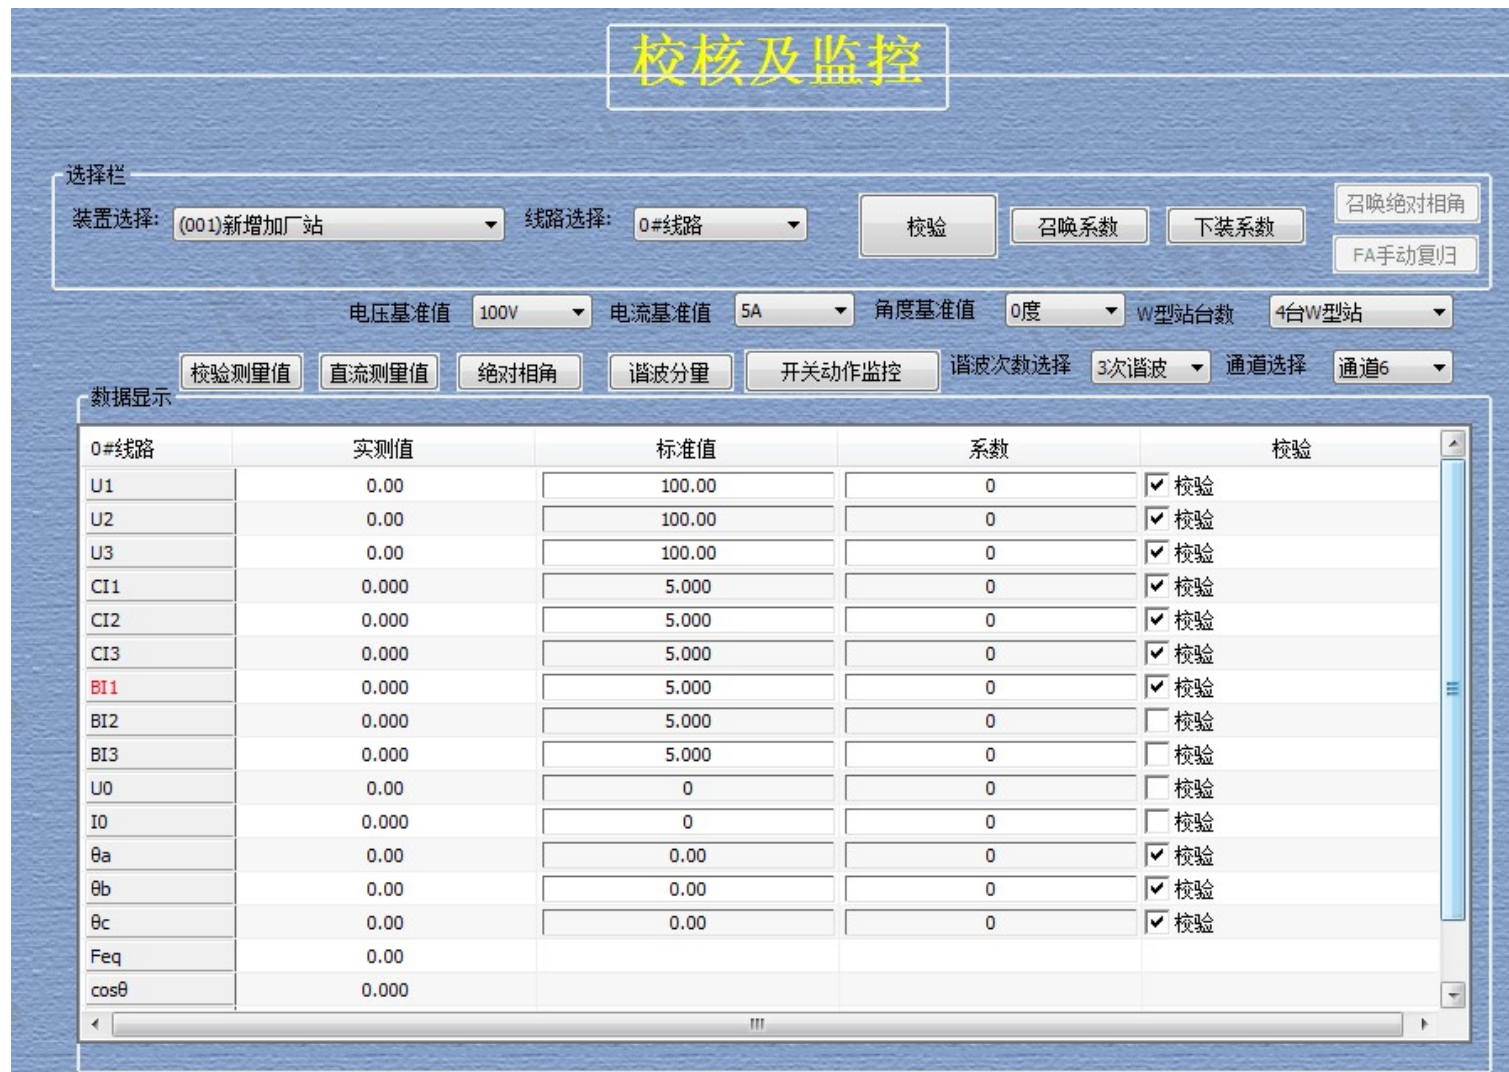 校核及监控
选择栏
装置选择: (001)新增加厂站 线路选择: 0#线路 校验 召唤系数 下装系数 召唤绝对相角
FA手动复归
电压基准值 100V 电流基准值 5A 角度基准值 0度 W型站台数 4台W型站
校验测量值 直流测量值 绝对相角 谐波分量 开关动作监控 谐波次数选择 3次谐波 通道选择 通道6
数据显示
0#线路 实测值 标准值 系数 校验
U1 0.00 100.00 0 校验
U2 0.00 100.00 0 校验
U3 0.00 100.00 0 校验
CI1 0.000 5.000 0 校验
CI2 0.000 5.000 0 校验
CI3 0.000 5.000 0 校验
BI1 0.000 5.000 0 校验
BI2 0.000 5.000 0 校验
BI3 0.000 5.000 0 校验
U0 0.00 0 0 校验
I0 0.000 0 0 校验
θa 0.00 0.00 0 校验
θb 0.00 0.00 0 校验
θc 0.00 0.00 0 校验
Feq 0.00
cosθ 0.000